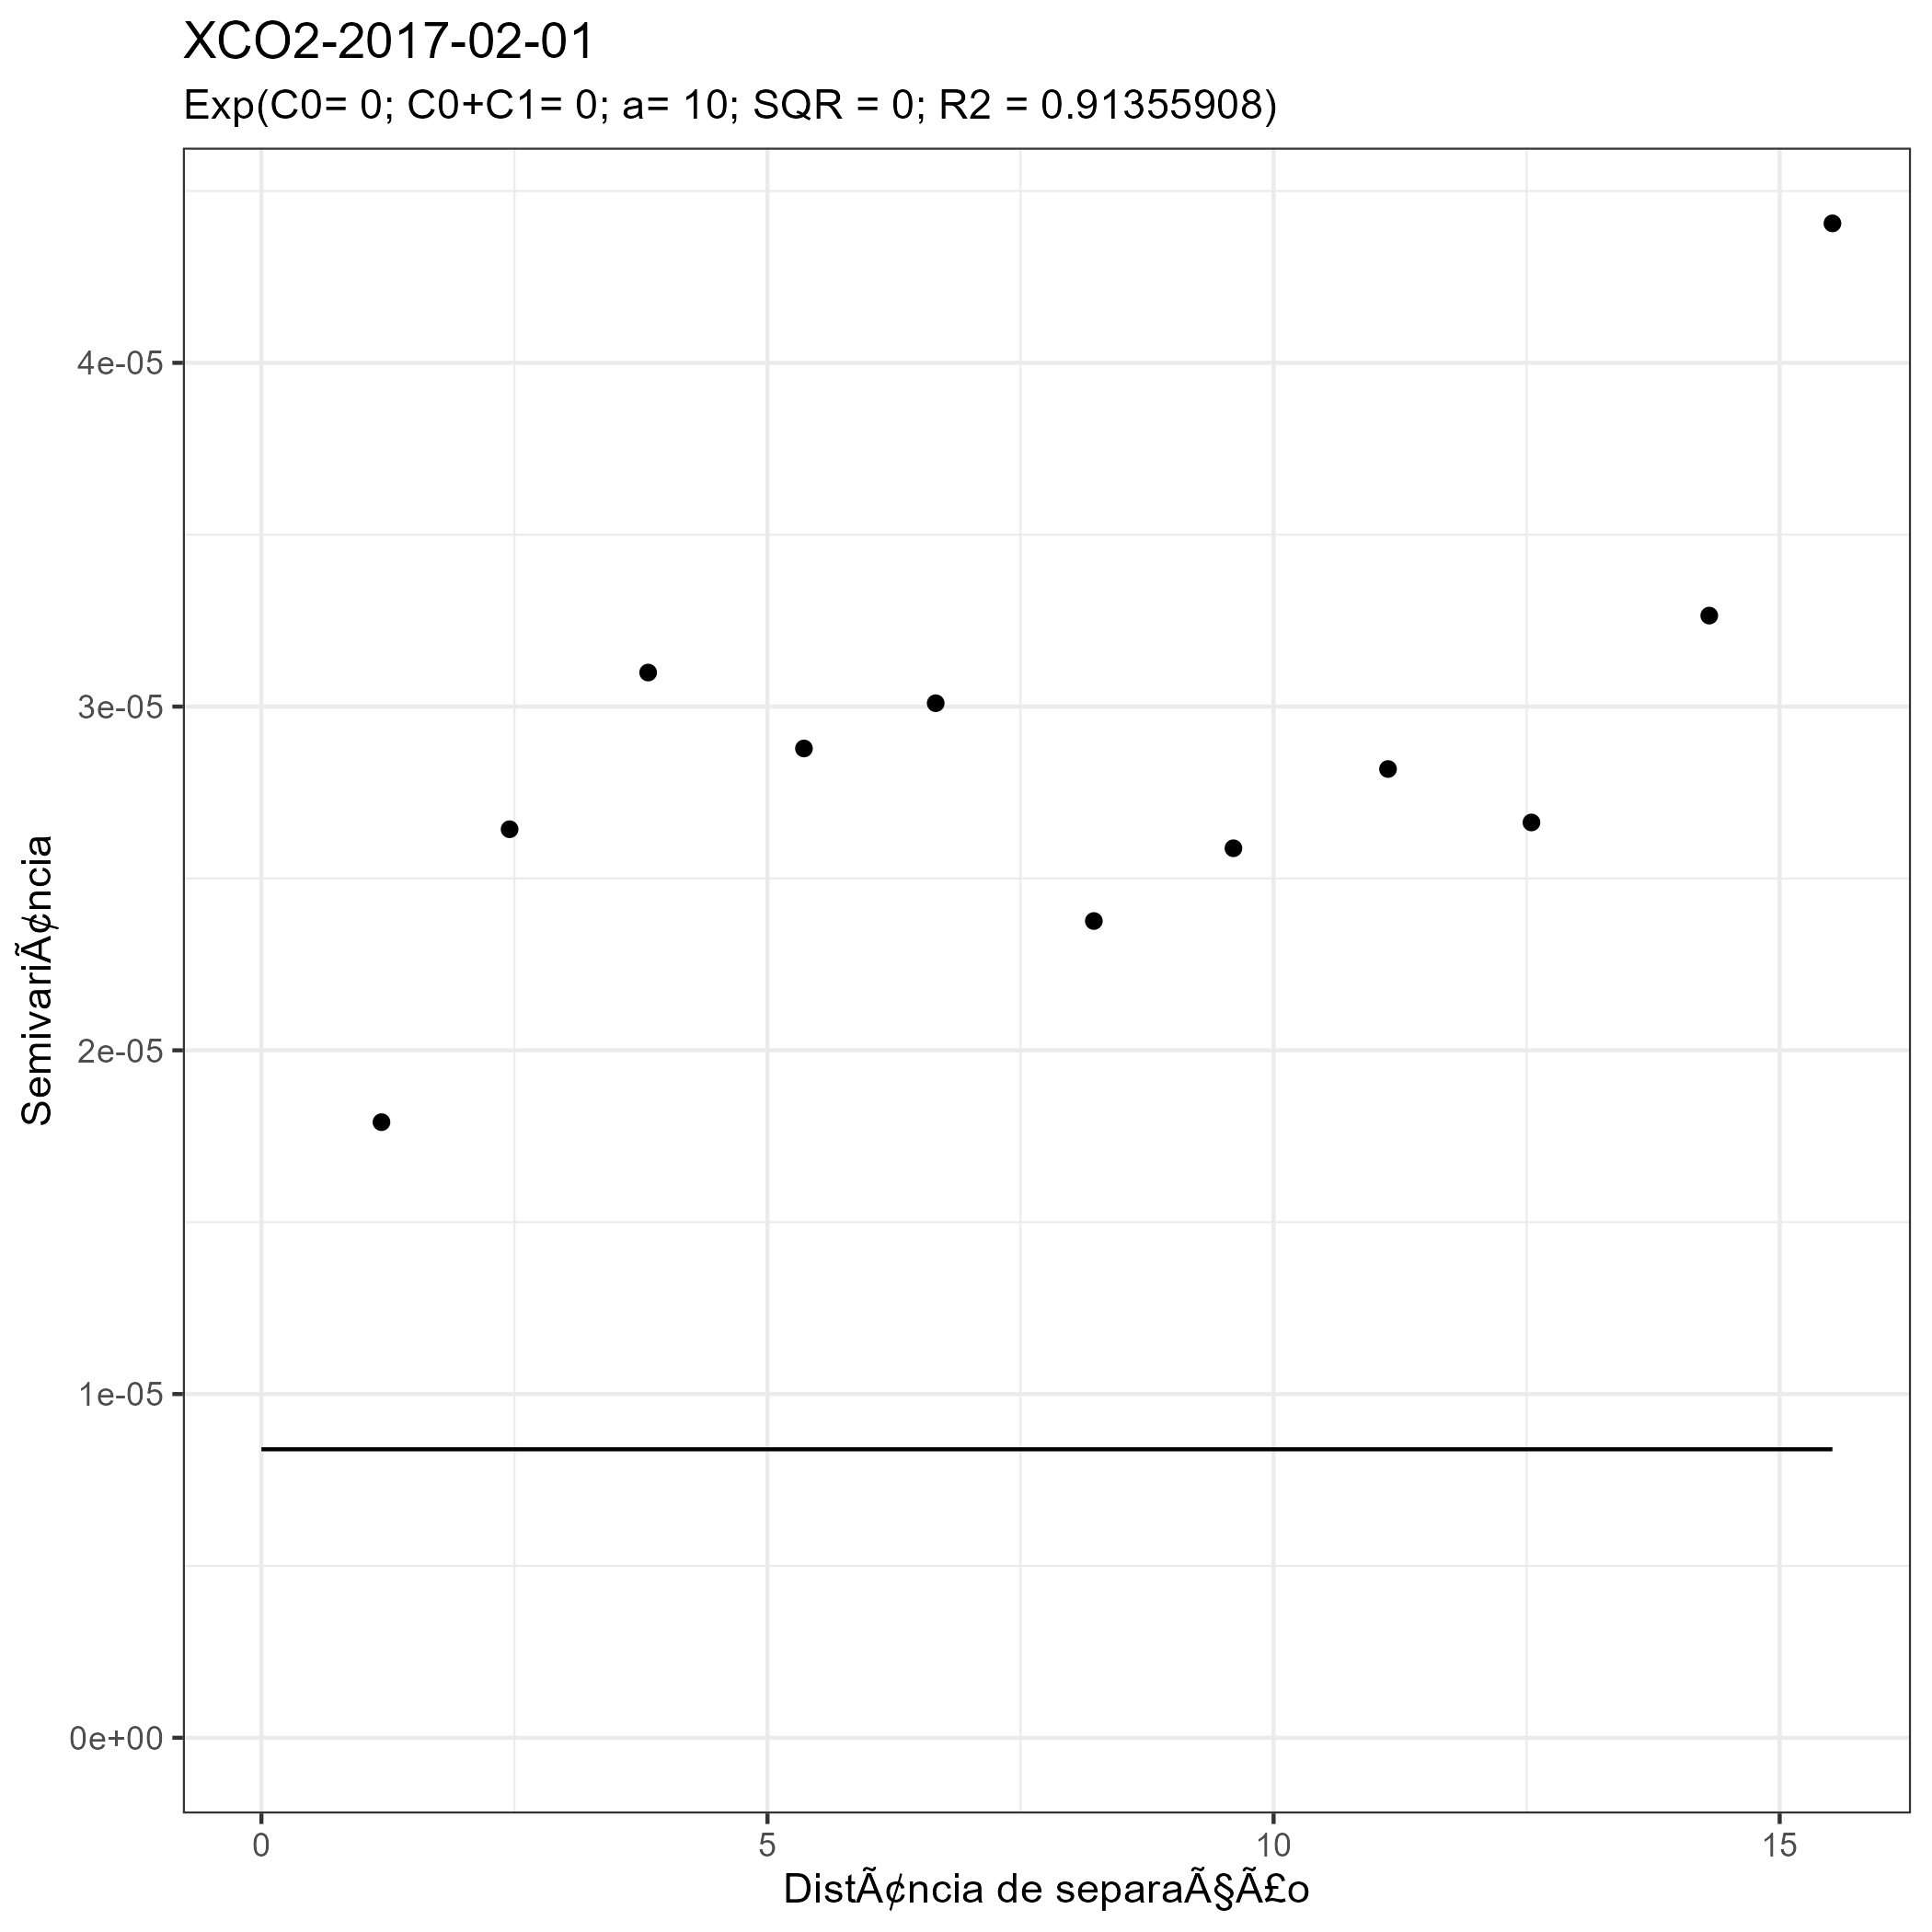 XCO2-2017-02-01
Exp(C0= 0; C0+C1= 0; a= 10; SQR = 0; R2 = 0.91355908)
SemivariÃ¢ncia
4e-05
3e-05
2e-05
1e-05
0e+00
0
5
10
15
DistÃ¢ncia de separaÃ§Ã£o